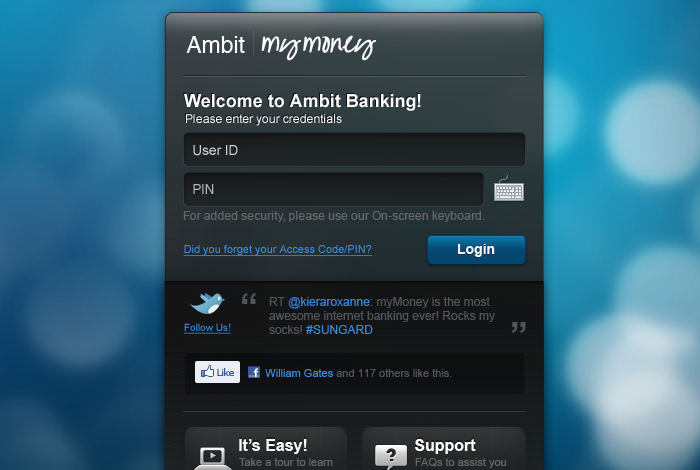 Ambit mymoney
Welcome to Ambit Banking!
Please enter your credentials
User ID
PIN
For added security, please use our On-screen keyboard.
Did you forget your Access Code/PIN?
Login
“
RT @kieraroxanne: myMoney is the most
awesome internet banking ever! Rocks my
socks! #SUNGARD
”
Follow Us!
Like
f
William Gates and 117 others like this.
It's Easy!
Take a tour to learn
?
Support
FAQs to assist you